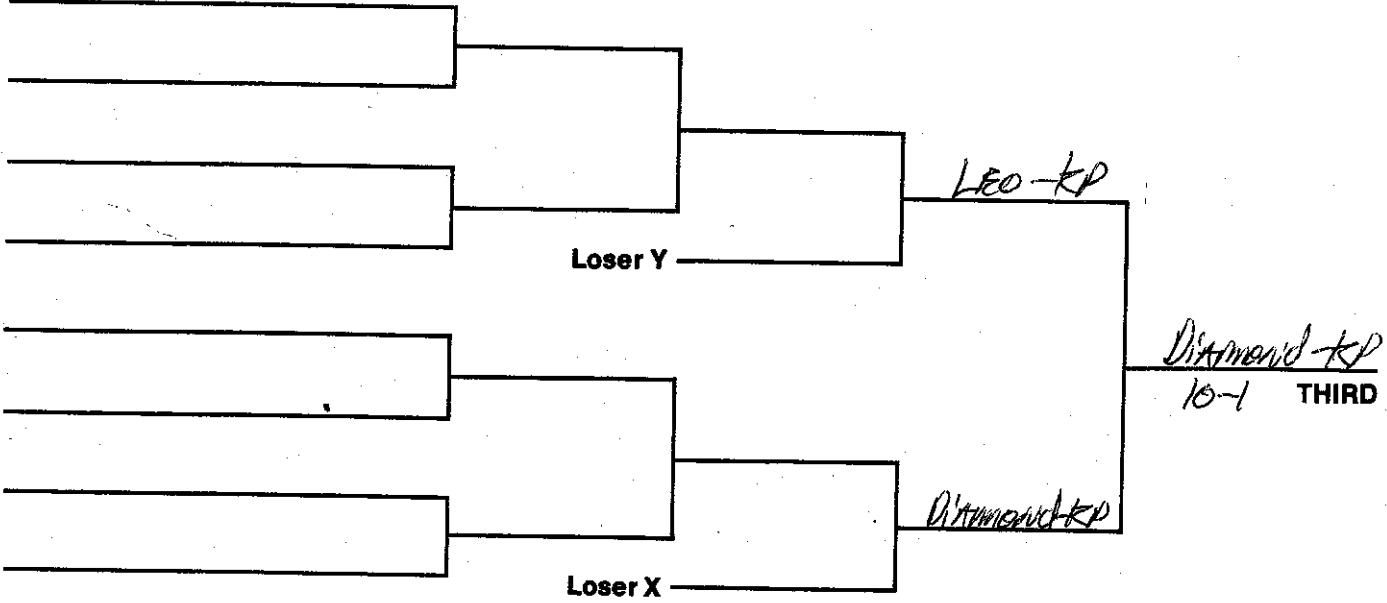 LEO-KP
Loser Y
Diamond-KP
10-1 THIRD
Diamond-KP
Loser X